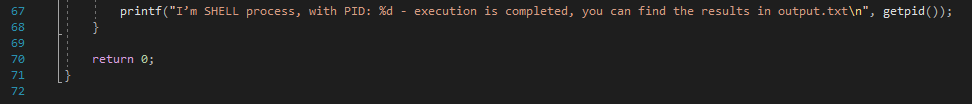 67 printf("I’m SHELL process, with PID: %d - execution is completed, you can find the results in output.txt\n", getpid());
68 }
69
70 return 0;
71 }
72